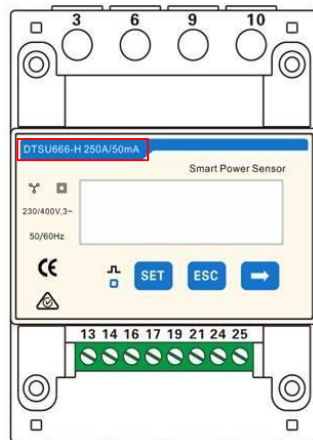 3 6 9 10
DTSU666-H 250A/50mA
Smart Power Sensor
230/400V,3~
50/60Hz
CE
SET ESC
13 14 16 17 19 21 24 25